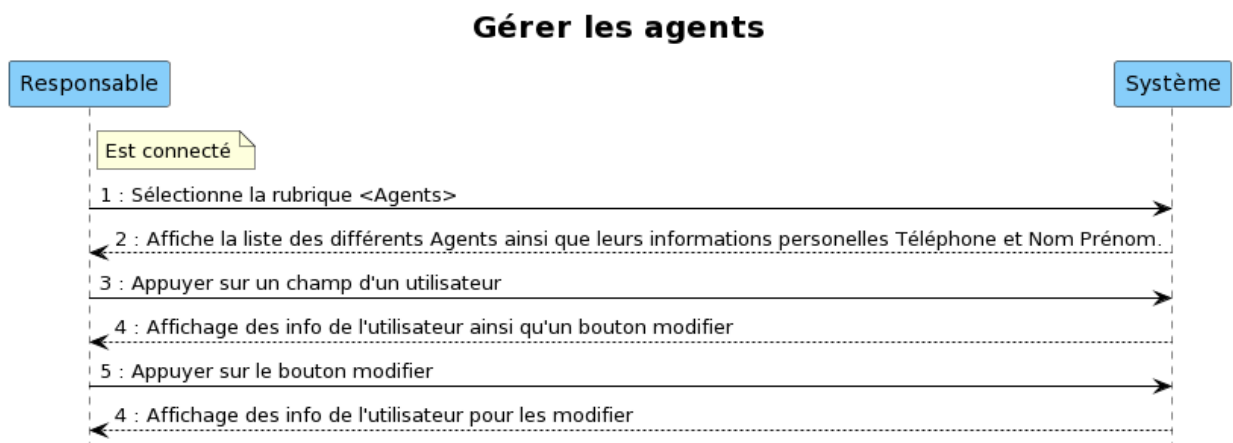 Gérer les agents
Responsable
Système
Est connecté
1 : Sélectionne la rubrique <Agents>
2 : Affiche la liste des différents Agents ainsi que leurs informations personelles Téléphone et Nom Prénom.
3 : Appuyer sur un champ d'un utilisateur
4 : Affichage des info de l'utilisateur ainsi qu'un bouton modifier
5 : Appuyer sur le bouton modifier
4 : Affichage des info de l'utilisateur pour les modifier